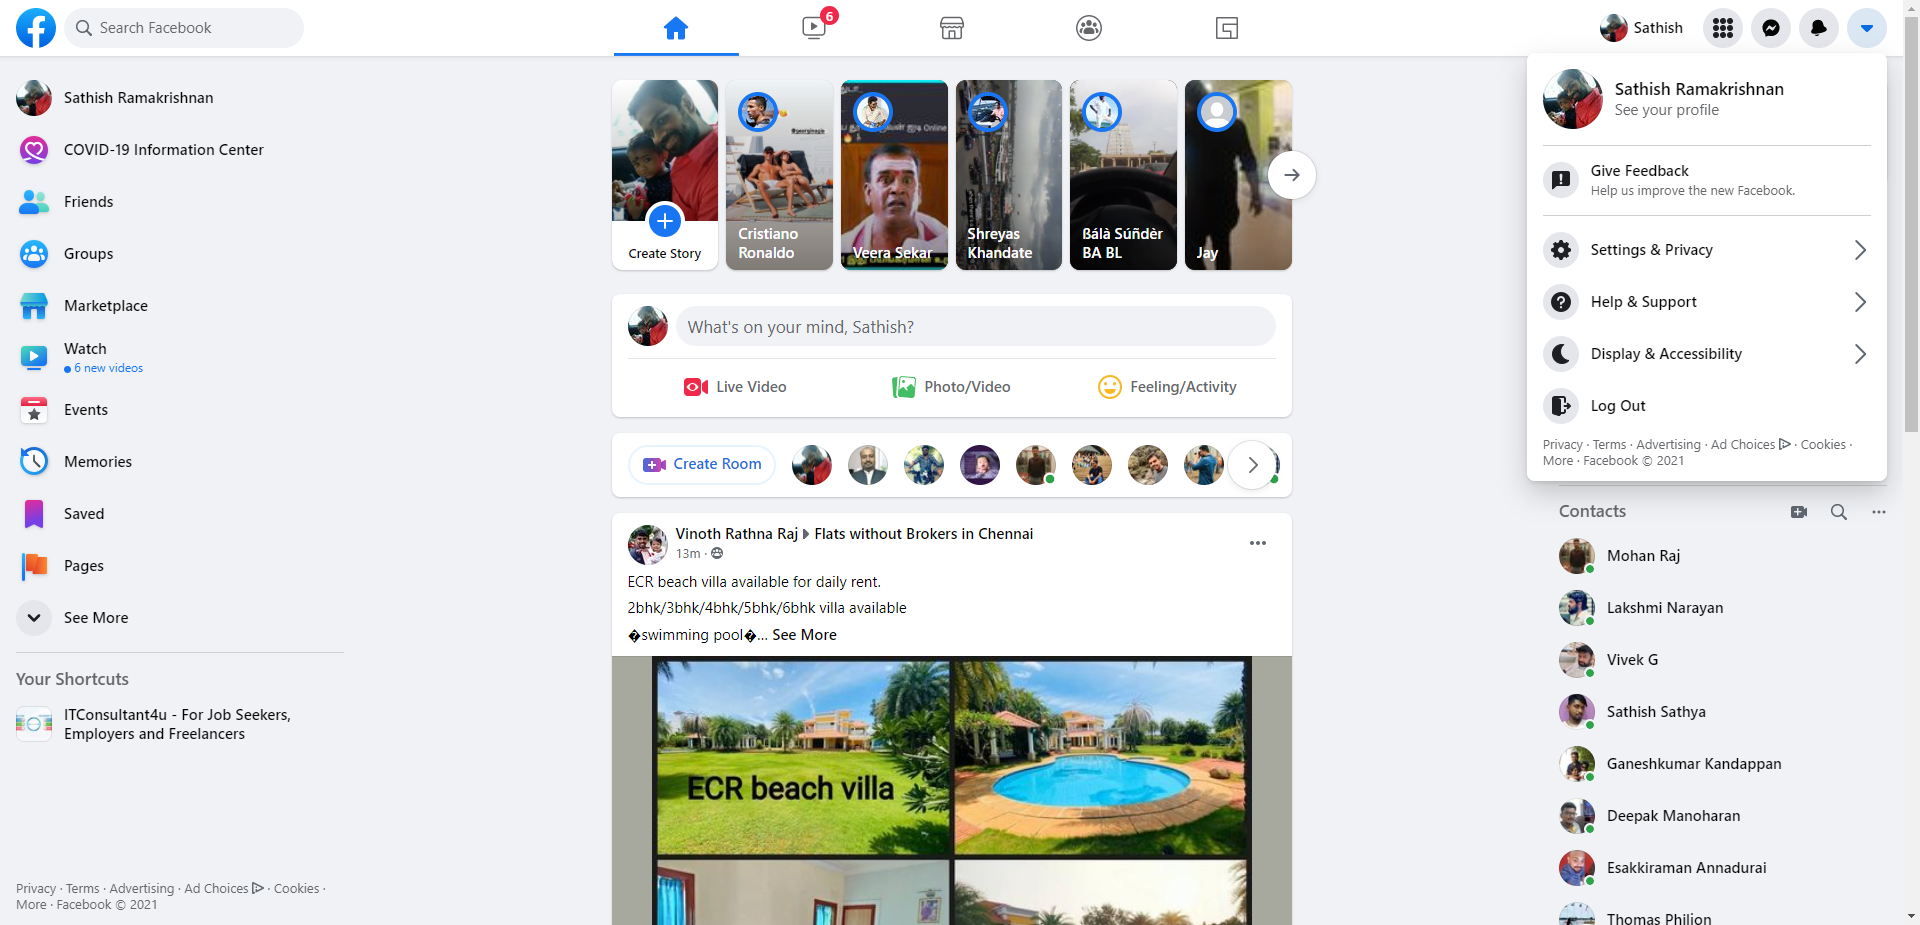 Search Facebook
6
Sathish
Sathish Ramakrishnan
COVID-19 Information Center
Friends
Groups
Marketplace
Watch
6 new videos
Events
Memories
Saved
Pages
See More
Your Shortcuts
ITConsultant4u - For Job Seekers,
Employers and Freelancers
Privacy · Terms · Advertising · Ad Choices · Cookies ·
More · Facebook © 2021
Create Story
@georginagio
Cristiano
Ronaldo
Online
Veera Sekar
Shreyas
Khandate
ßálà Súñdèr
BA BL
Jay
What's on your mind, Sathish?
Live Video
Photo/Video
Feeling/Activity
Create Room
Vinoth Rathna Raj Flats without Brokers in Chennai
13m ·
ECR beach villa available for daily rent.
2bhk/3bhk/4bhk/5bhk/6bhk villa available
�swimming pool�... See More
ECR beach villa
Sathish Ramakrishnan
See your profile
Give Feedback
Help us improve the new Facebook.
Settings & Privacy
Help & Support
Display & Accessibility
Log Out
Privacy · Terms · Advertising · Ad Choices · Cookies ·
More · Facebook © 2021
Contacts
Mohan Raj
Lakshmi Narayan
Vivek G
Sathish Sathya
Ganeshkumar Kandappan
Deepak Manoharan
Esakkiraman Annadurai
Thomas Philion